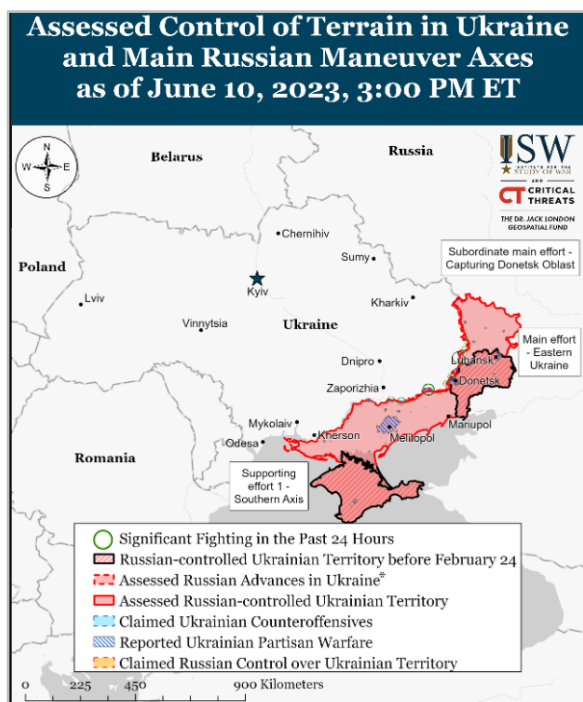 Assessed Control of Terrain in Ukraine
and Main Russian Maneuver Axes
as of June 10, 2023, 3:00 PM ET
N
W
E
S
Belarus
Russia
ISW
INSTITUTE FOR THE
STUDY OF WAR
AND
CT CRITICAL
THREATS
THE DR. JACK LONDON
GEOSPATIAL FUND
Chernihiv
Sumy
Subordinate main effort -
Capturing Donetsk Oblast
Poland
Kyiv
Lviv
Kharkiv
Vinnytsia
Ukraine
Luhansk
Main effort
- Eastern
Ukraine
Dnipro
Donetsk
Zaporizhia
Mykolaiv
Kherson
Mariupol
Melitopol
Odesa
Romania
Supporting
effort 1 -
Southern Axis
Significant Fighting in the Past 24 Hours
Russian-controlled Ukrainian Territory before February 24
Assessed Russian Advances in Ukraine*
Assessed Russian-controlled Ukrainian Territory
Claimed Ukrainian Counteroffensives
Reported Ukrainian Partisan Warfare
Claimed Russian Control over Ukrainian Territory
0 225 450 900 Kilometers